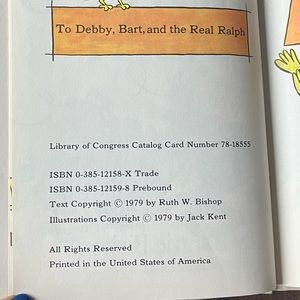 To Debby, Bart, and the Real Ralph
Library of Congress Catalog Card Number 78-18555
ISBN 0-385-12158-X Trade
ISBN 0-385-12159-8 Prebound
Text Copyright © 1979 by Ruth W. Bishop
Illustrations Copyright © 1979 by Jack Kent
All Rights Reserved
Printed in the United States of America